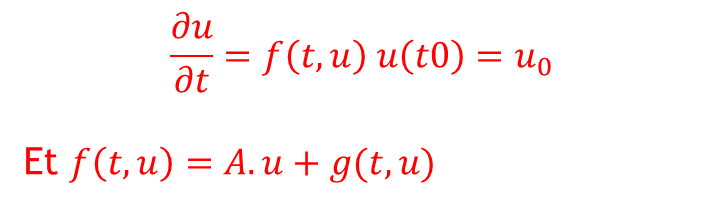 ∂u/∂t = f(t, u) u(t0) = u₀
Et f(t, u) = A. u + g(t, u)